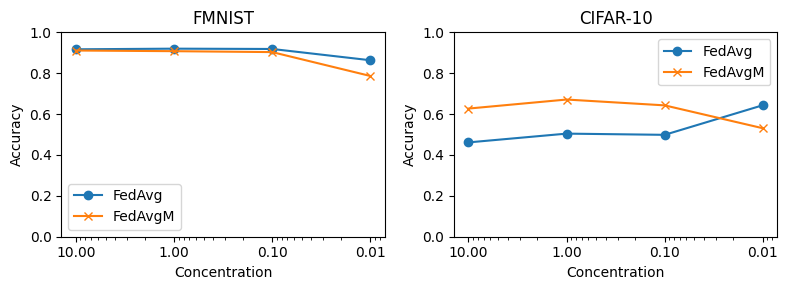 FMNIST
Accuracy
1.0
0.8
0.6
0.4
0.2
0.0
FedAvg
FedAvgM
10.00 1.00 0.10 0.01
Concentration
CIFAR-10
Accuracy
1.0
0.8
0.6
0.4
0.2
0.0
FedAvg
FedAvgM
10.00 1.00 0.10 0.01
Concentration